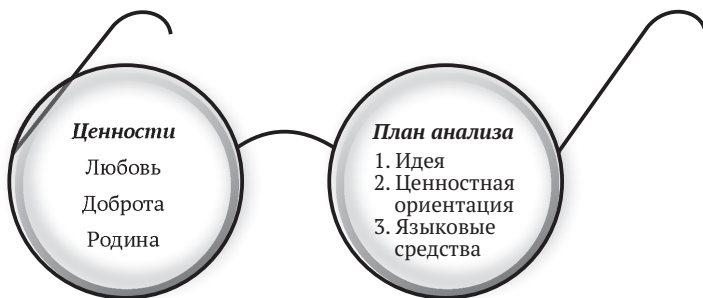 Ценности
Любовь
Доброта
Родина
План анализа
1. Идея
2. Ценностная
ориентация
3. Языковые
средства